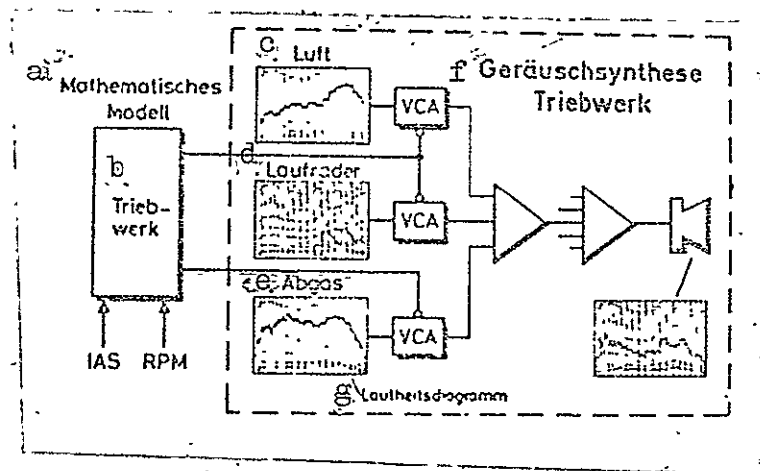 a
Mathematisches
Modell
b
Trieb-
werk
IAS RPM
c
Luft
VCA
d
Laufräder
VCA
e Abgas
VCA
g Lautheitsdiagramm
f Geräuschsynthese
Triebwerk